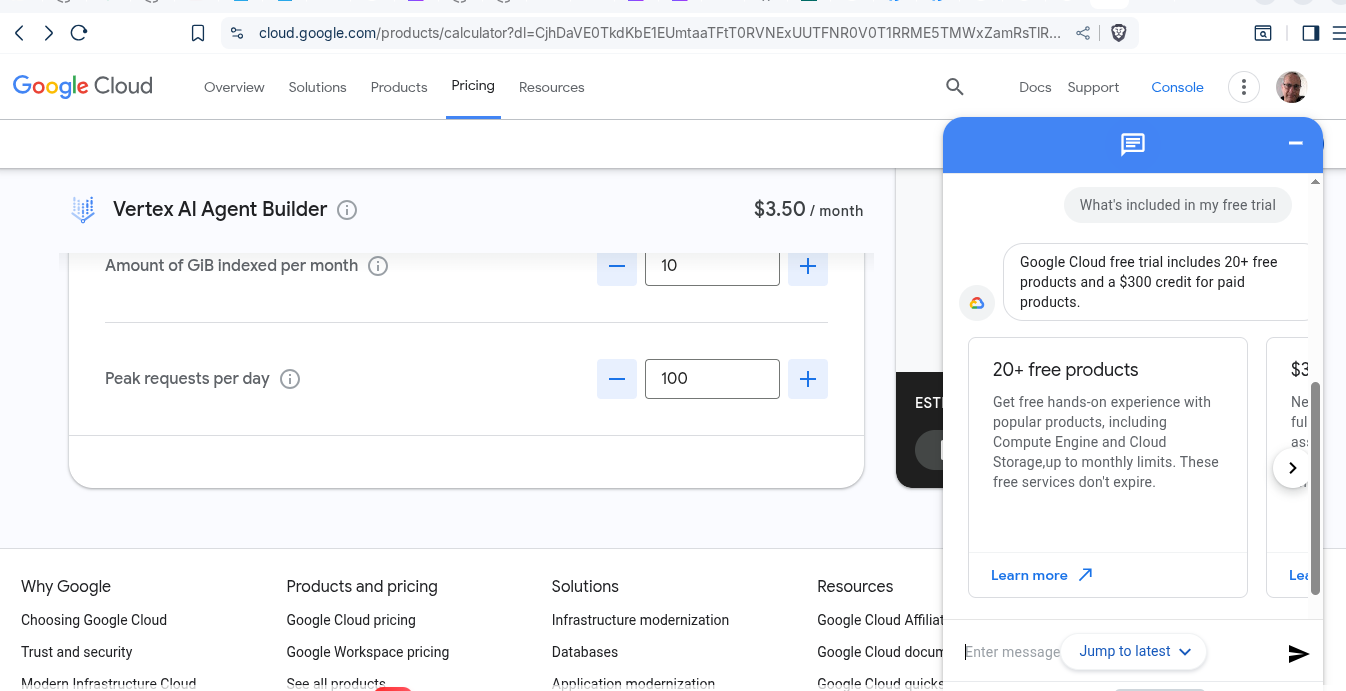 cloud.google.com/products/calculator?dl=CjhDaVE0TkdKbE1EUmtaaTFtT0RVNExUUTFNR0V0T1RRME5TMWxZamRsTlR...
Google Cloud
Overview
Solutions
Products
Pricing
Resources
Docs
Support
Console
Vertex AI Agent Builder
$3.50 / month
Amount of GiB indexed per month
10
Peak requests per day
100
ESTI
What's included in my free trial
Google Cloud free trial includes 20+ free
products and a $300 credit for paid
products.
20+ free products
Get free hands-on experience with
popular products, including
Compute Engine and Cloud
Storage,up to monthly limits. These
free services don't expire.
Learn more
$3
Ne
ful
as
Lea
Enter message
Jump to latest
Why Google
Choosing Google Cloud
Trust and security
Modern Infrastructure Cloud
Products and pricing
Google Cloud pricing
Google Workspace pricing
See all products
Solutions
Infrastructure modernization
Databases
Application modernization
Resources
Google Cloud Affiliat
Google Cloud docum
Google Cloud quicks